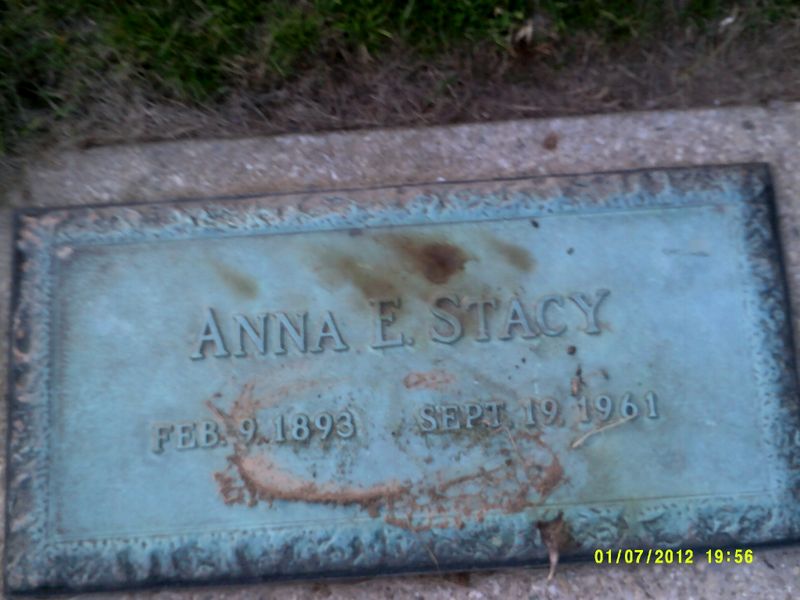 ANNA E. STACY
FEB. 9, 1893 SEPT. 19, 1961
01/07/2012 19:56